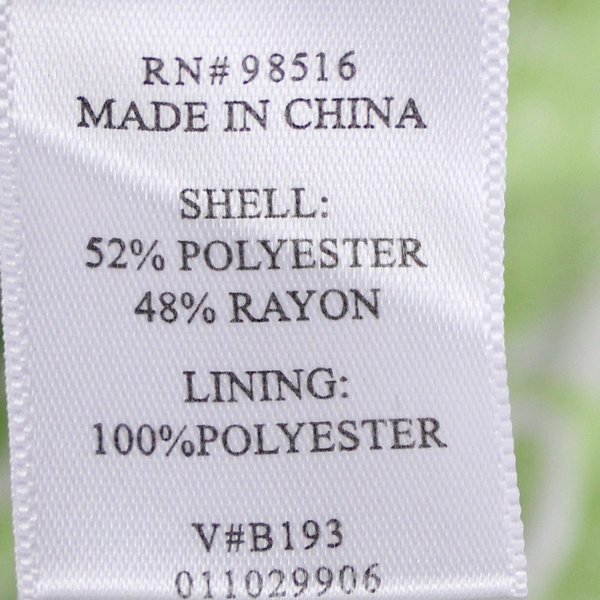 RN#98516
MADE IN CHINA
SHELL:
52% POLYESTER
48% RAYON
LINING:
100%POLYESTER
V#B193
011029906